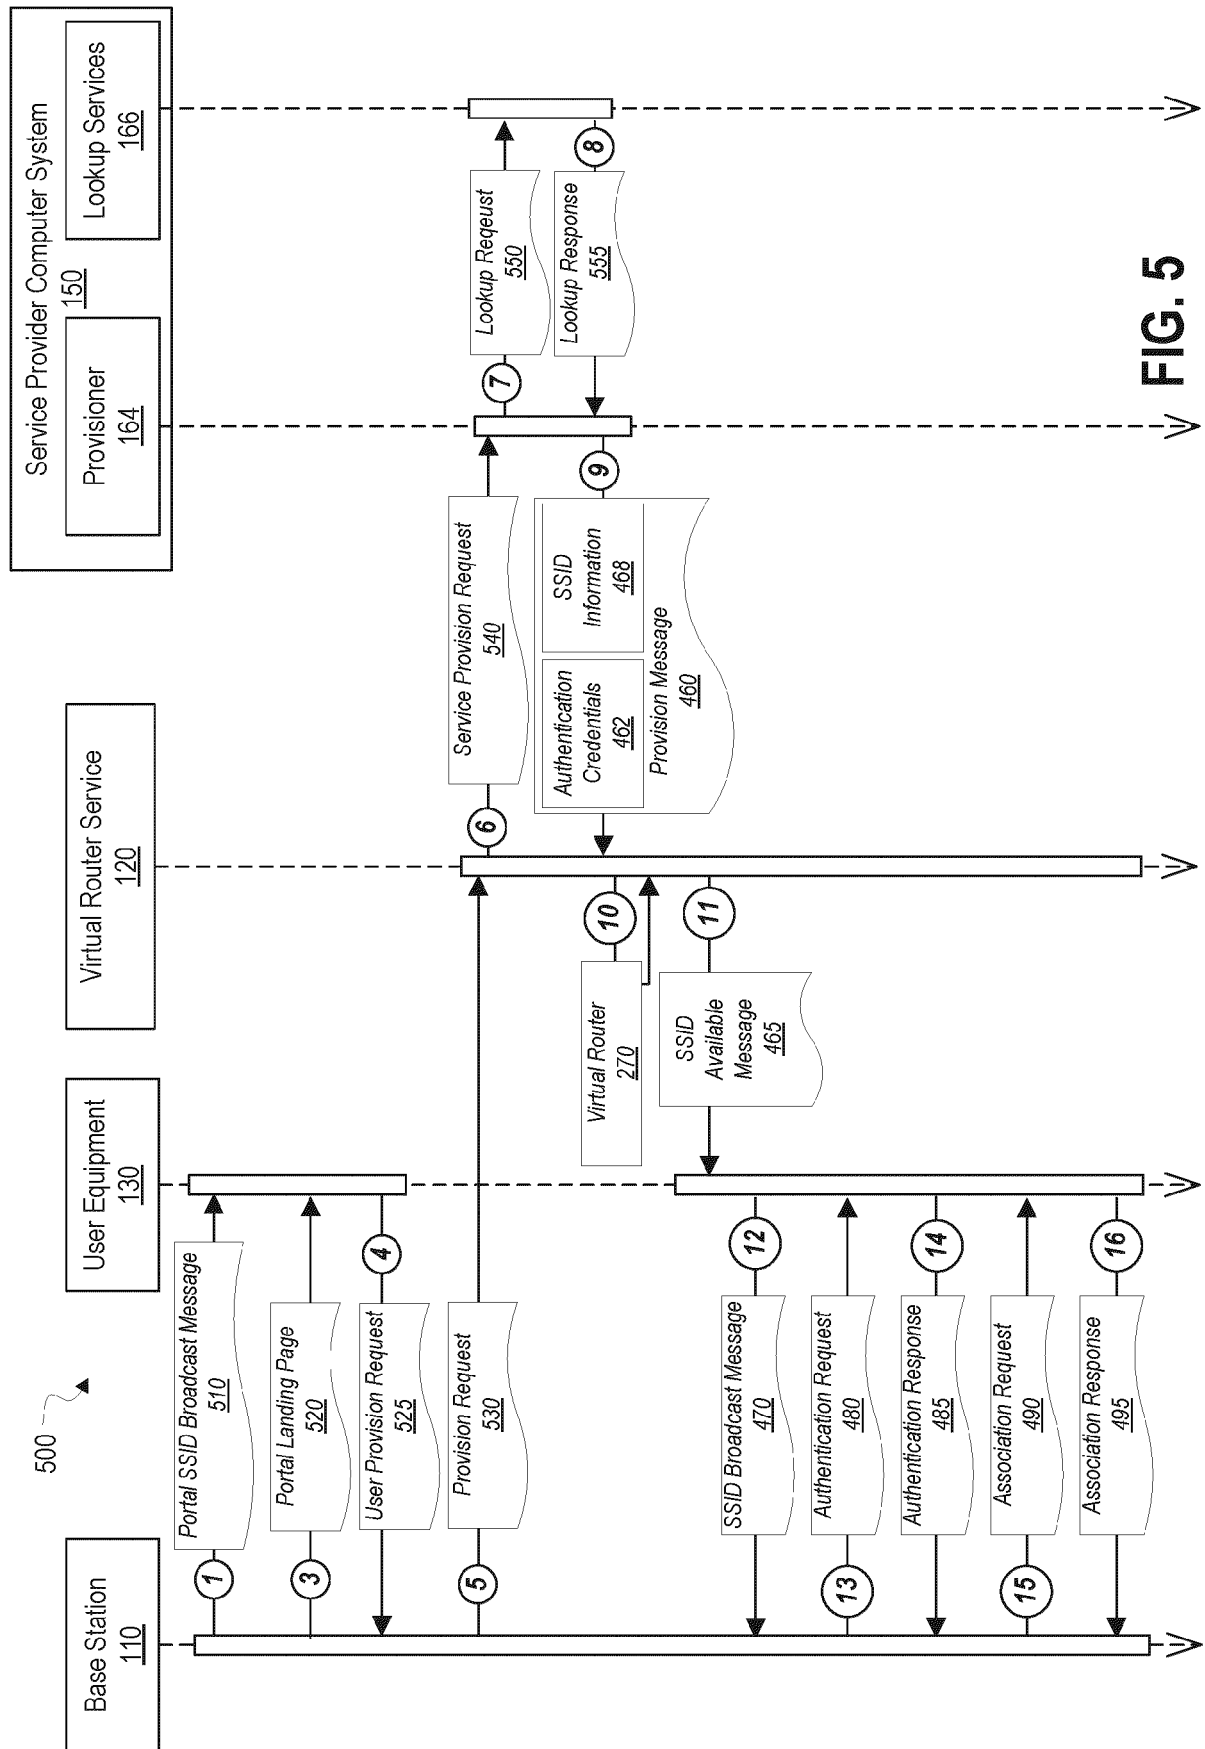 500
Base Station
110
User Equipment
130
Virtual Router Service
120
Service Provider Computer System
150
Provisioner
164
Lookup Services
166
1
Portal SSID Broadcast Message
510
3
Portal Landing Page
520
User Provision Request
525
4
5
Provision Request
530
6
Service Provision Request
540
7
Lookup Reqeust
550
Lookup Response
555
8
9
SSID
Information
468
Authentication
Credentials
462
Provision Message
460
10
Virtual Router
270
11
SSID
Available
Message
465
12
SSID Broadcast Message
470
13
Authentication Request
480
14
Authentication Response
485
15
Association Request
490
16
Association Response
495
FIG. 5